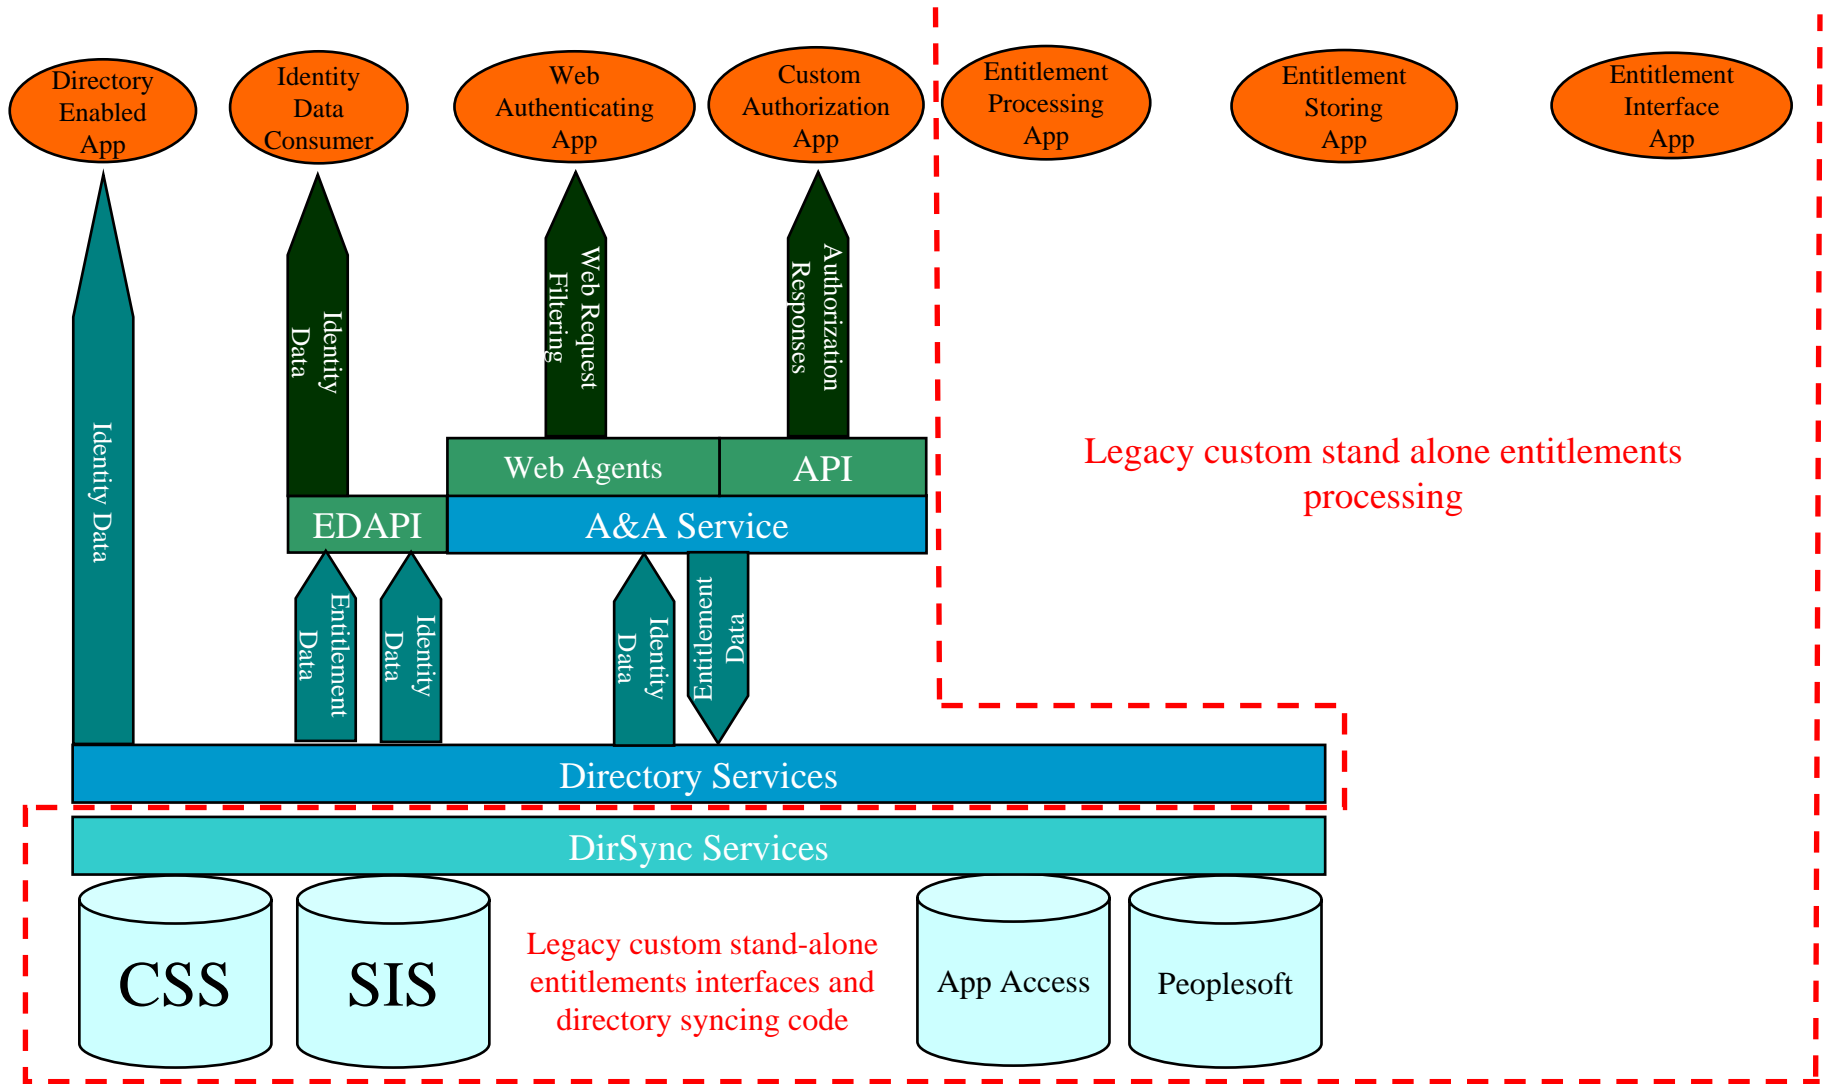 Directory
Enabled
App
Identity
Data
Consumer
Web
Authenticating
App
Custom
Authorization
App
Entitlement
Processing
App
Entitlement
Storing
App
Entitlement
Interface
App
Identity Data
Identity
Data
Web Request
Filtering
Authorization
Responses
Legacy custom stand alone entitlements
processing
Web Agents
API
EDAPI
A&A Service
Entitlement
Data
Identity
Data
Identity
Data
Entitlement
Data
Directory Services
DirSync Services
CSS
SIS
Legacy custom stand-alone
entitlements interfaces and
directory syncing code
App Access
Peoplesoft